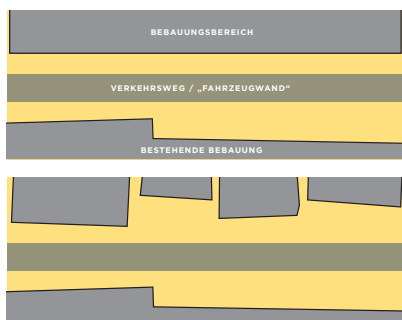 BEBAUUNGSBEREICH
VERKEHRSWEG / „FAHRZEUGWAND“
BESTEHENDE BEBAUUNG